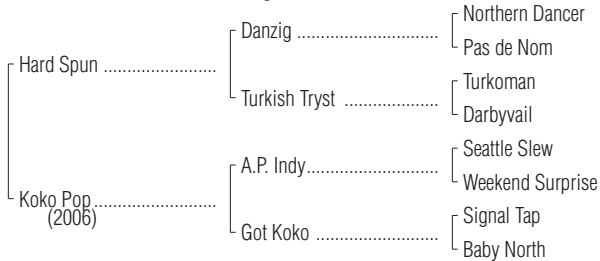 Northern Dancer
Danzig ..............................
Pas de Nom
Hard Spun ........................
Turkoman
Turkish Tryst ....................
Darbyvail
Seattle Slew
A.P. Indy............................
Weekend Surprise
Koko Pop..........................
(2006)
Signal Tap
Got Koko ..........................
Baby North